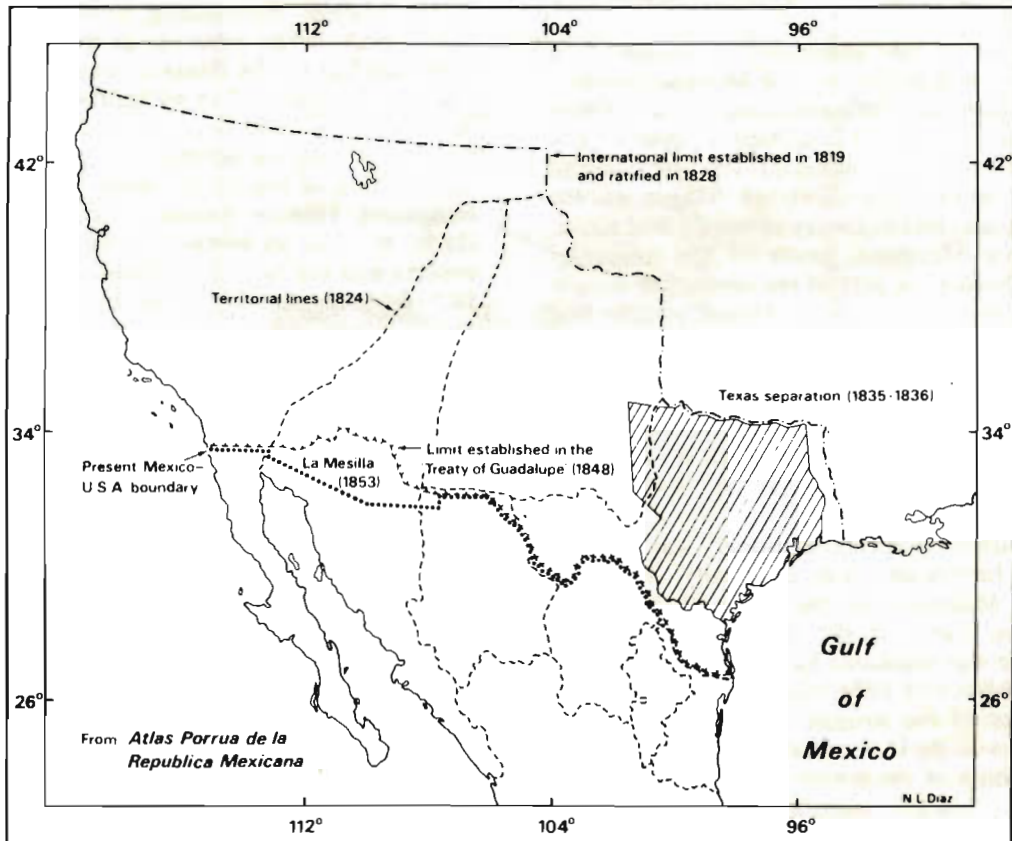 112°
104°
96°
42°
42°
International limit established in 1819
and ratified in 1828
Territorial lines (1824)
Texas separation (1835-1836)
34°
34°
Present Mexico–
U S A boundary
La Mesilla
(1853)
Limit established in the
Treaty of Guadalupe (1848)
Gulf
of
Mexico
26°
26°
From Atlas Porrua de la
Republica Mexicana
N L Diaz
112°
104°
96°